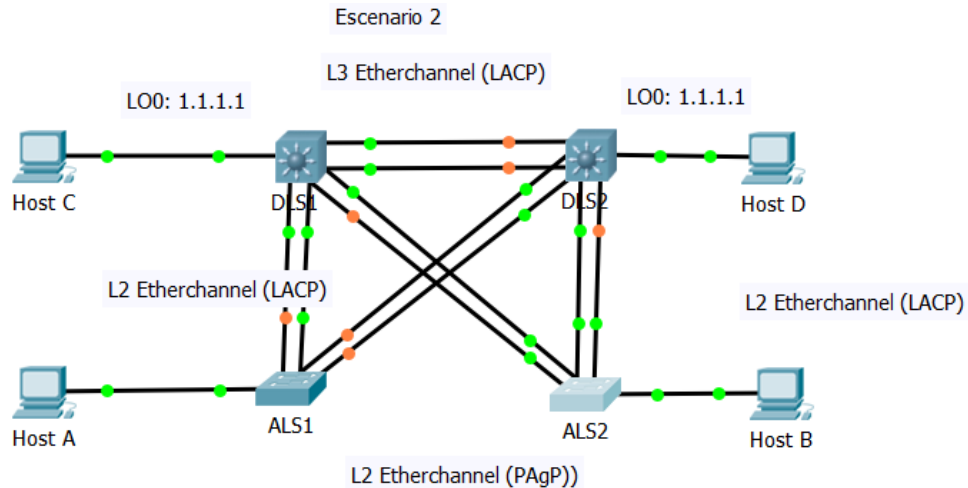 Escenario 2
L3 Etherchannel (LACP)
LO0: 1.1.1.1
LO0: 1.1.1.1
Host C
DLS1
DLS2
Host D
L2 Etherchannel (LACP)
L2 Etherchannel (LACP)
Host A
ALS1
ALS2
Host B
L2 Etherchannel (PAgP))